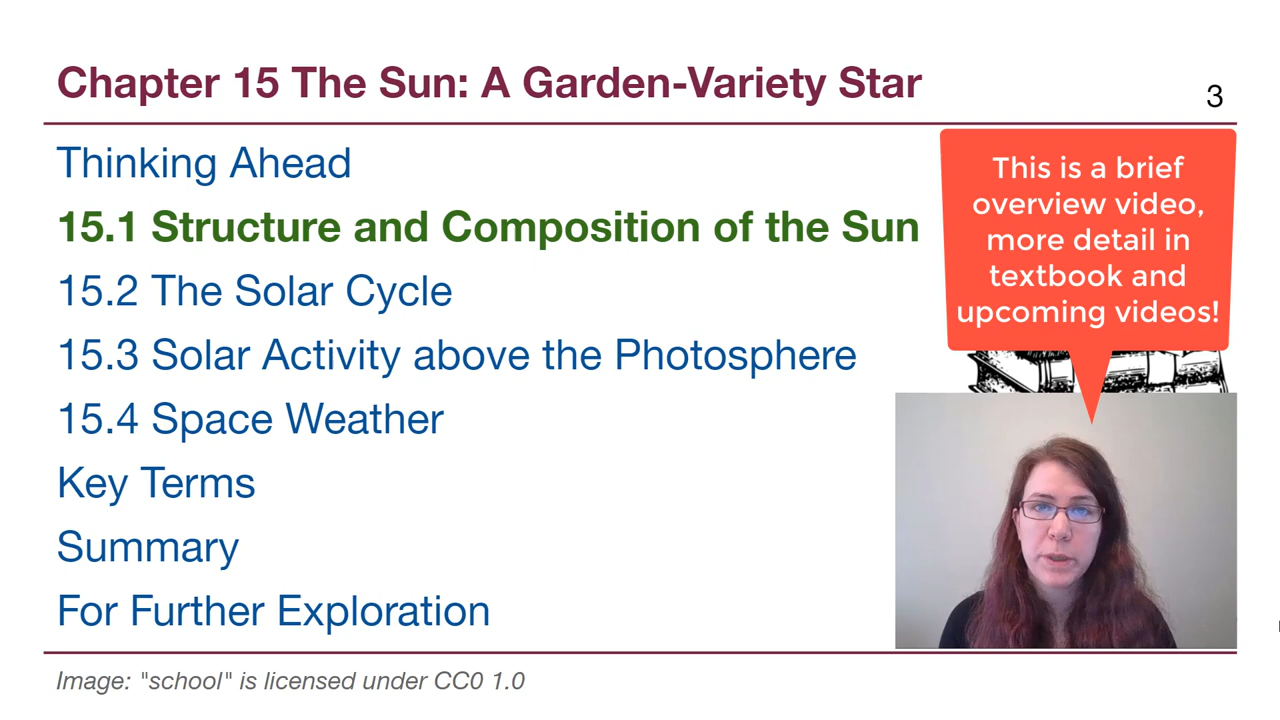 Chapter 15 The Sun: A Garden-Variety Star
3
Thinking Ahead
15.1 Structure and Composition of the Sun
15.2 The Solar Cycle
15.3 Solar Activity above the Photosphere
15.4 Space Weather
Key Terms
Summary
For Further Exploration
This is a brief
overview video,
more detail in
textbook and
upcoming videos!
Image: "school" is licensed under CC0 1.0